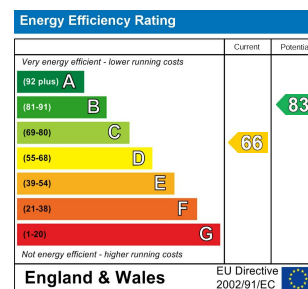 Energy Efficiency Rating
Current
Potentia
Very energy efficient - lower running costs
(92 plus) A
(81-91) B
83
(69-80) C
66
(55-68) D
(39-54) E
(21-38) F
(1-20) G
Not energy efficient - higher running costs
England & Wales
EU Directive
2002/91/EC